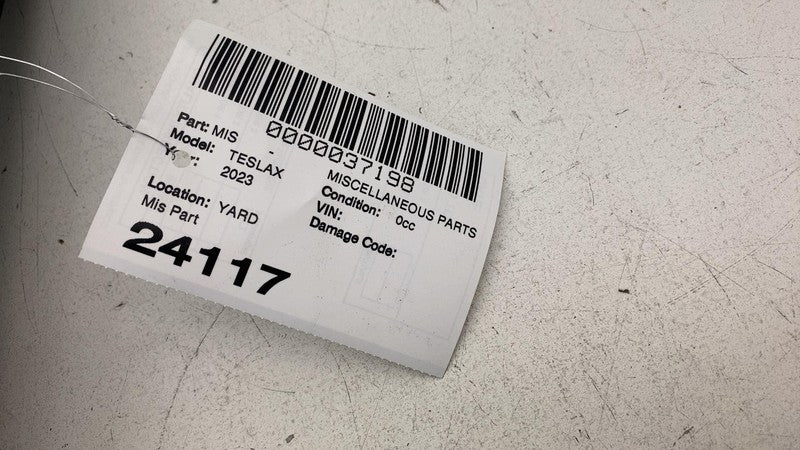 0000037198
Part: MIS - MISCELLANEOUS PARTS
Model: TESLAX Condition: 0cc
Year: 2023 VIN:
Damage Code:
Location: YARD
Mis Part
24117